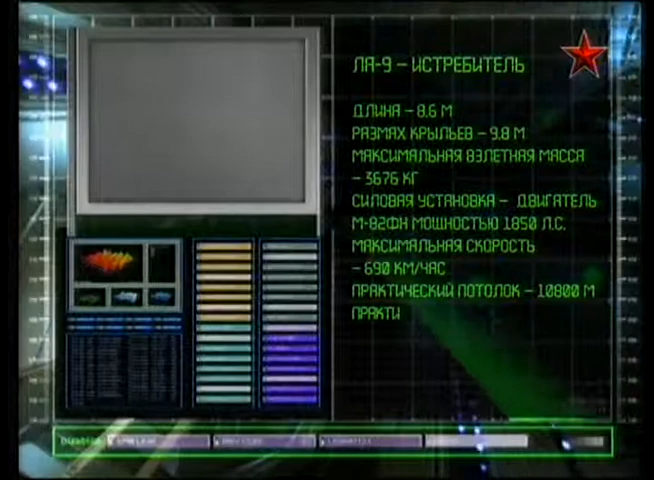 ЛА-9 – ИСТРЕБИТЕЛЬ
ДЛИНА – 8.6 М
РАЗМАХ КРЫЛЬЕВ – 9.8 М
МАКСИМАЛЬНАЯ ВЗЛЕТНАЯ МАССА
– 3676 КГ
СИЛОВАЯ УСТАНОВКА – ДВИГАТЕЛЬ
М-82ФН МОЩНОСТЬЮ 1850 Л.С.
МАКСИМАЛЬНАЯ СКОРОСТЬ
– 690 КМ/ЧАС
ПРАКТИЧЕСКИЙ ПОТОЛОК – 10800 М
ПРАКТИ